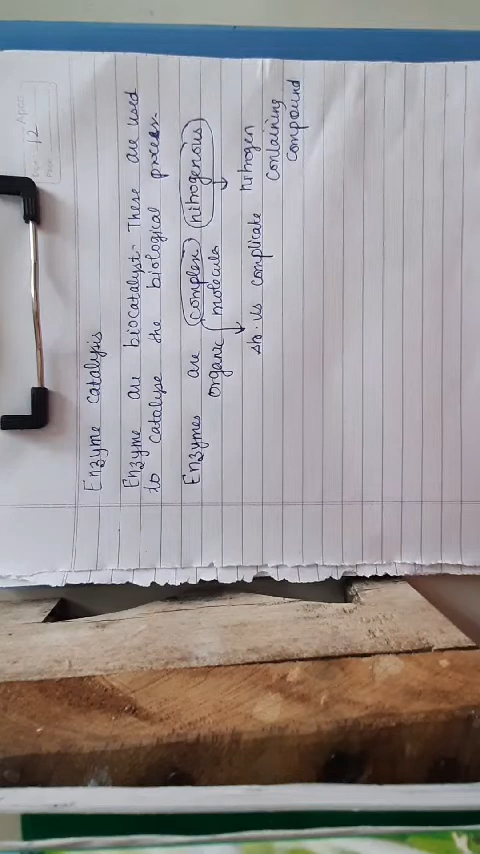 12
Enzyme catalysis
Enzyme are biocatalyst. These are used
to catalyse the biological process
Enzymes are complex nitrogenous
organic molecula
sh. is complicate nitrogen
containing
compound